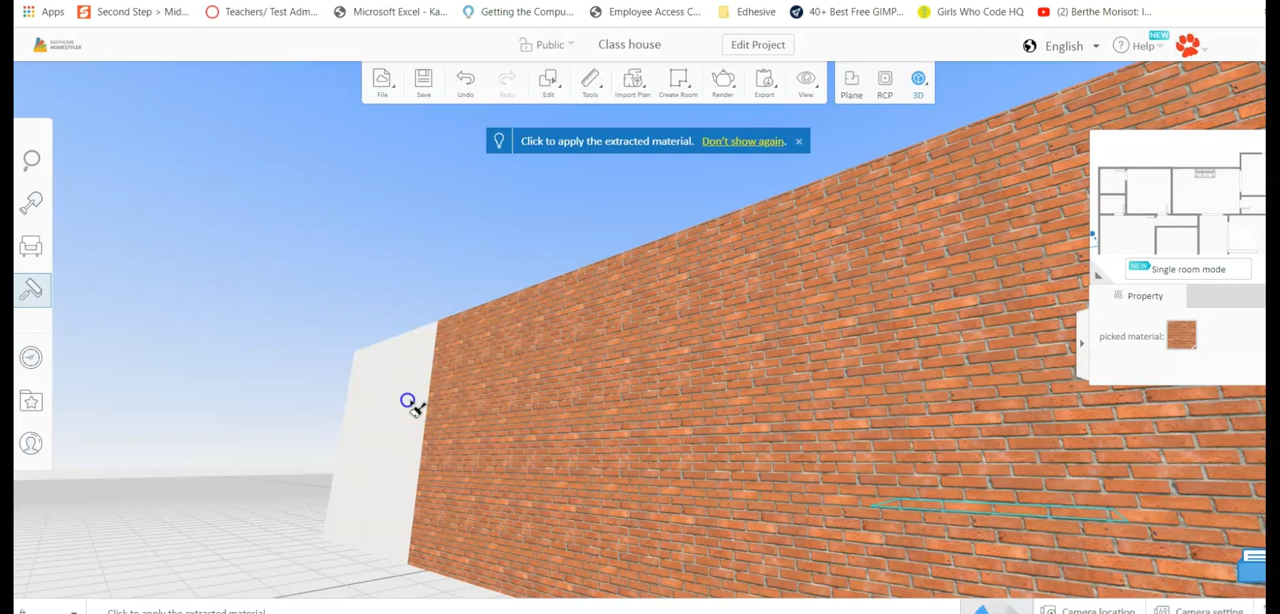 Apps Second Step > Mid... Teachers/ Test Adm... Microsoft Excel - Ka... Getting the Compu... Employee Access C... Edhesive 40+ Best Free GIMP... Girls Who Code HQ (2) Berthe Morisot: I...
EASYHOME HOMESTYLER Public Class house Edit Project English Help NEW
File Save Undo Redo Edit Tools Import Plan Create Room Render Export View Plane RCP 3D
Click to apply the extracted material. Don't show again. ×
NEW Single room mode
Property
picked material:
ft Click to apply the extracted material Camera location Camera setting